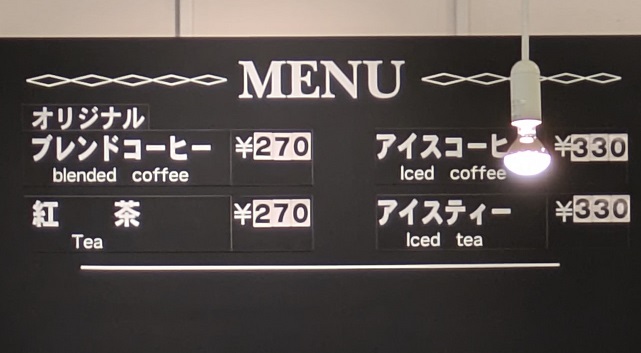 MENU
オリジナル
ブレンドコーヒー ¥270
blended coffee
紅 茶 ¥270
Tea
アイスコーヒ ¥330
Iced coffee
アイスティー ¥330
Iced tea